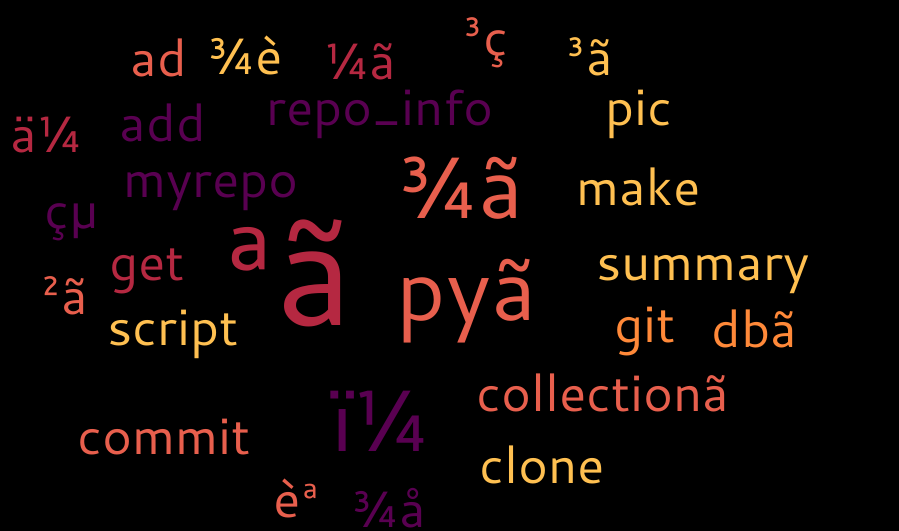 ad ¾è ¼ã ³ç ³ã
ä¼ add repo_info pic
myrepo ¾ã make
çµ
get ª ã pyã summary
²ã
script git dbã
commit ï¼ collectionã
clone
èª ¾å